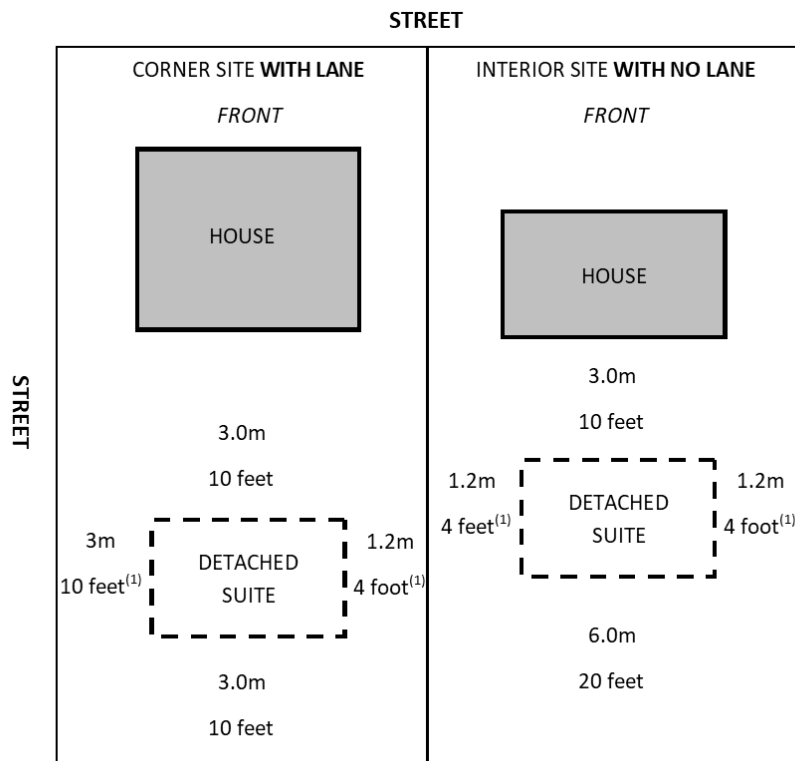 STREET
CORNER SITE WITH LANE
FRONT
HOUSE
3.0m
10 feet
3m
10 feet(1)
DETACHED
SUITE
1.2m
4 foot(1)
3.0m
10 feet
STREET
INTERIOR SITE WITH NO LANE
FRONT
HOUSE
3.0m
10 feet
1.2m
4 feet(1)
DETACHED
SUITE
1.2m
4 foot(1)
6.0m
20 feet